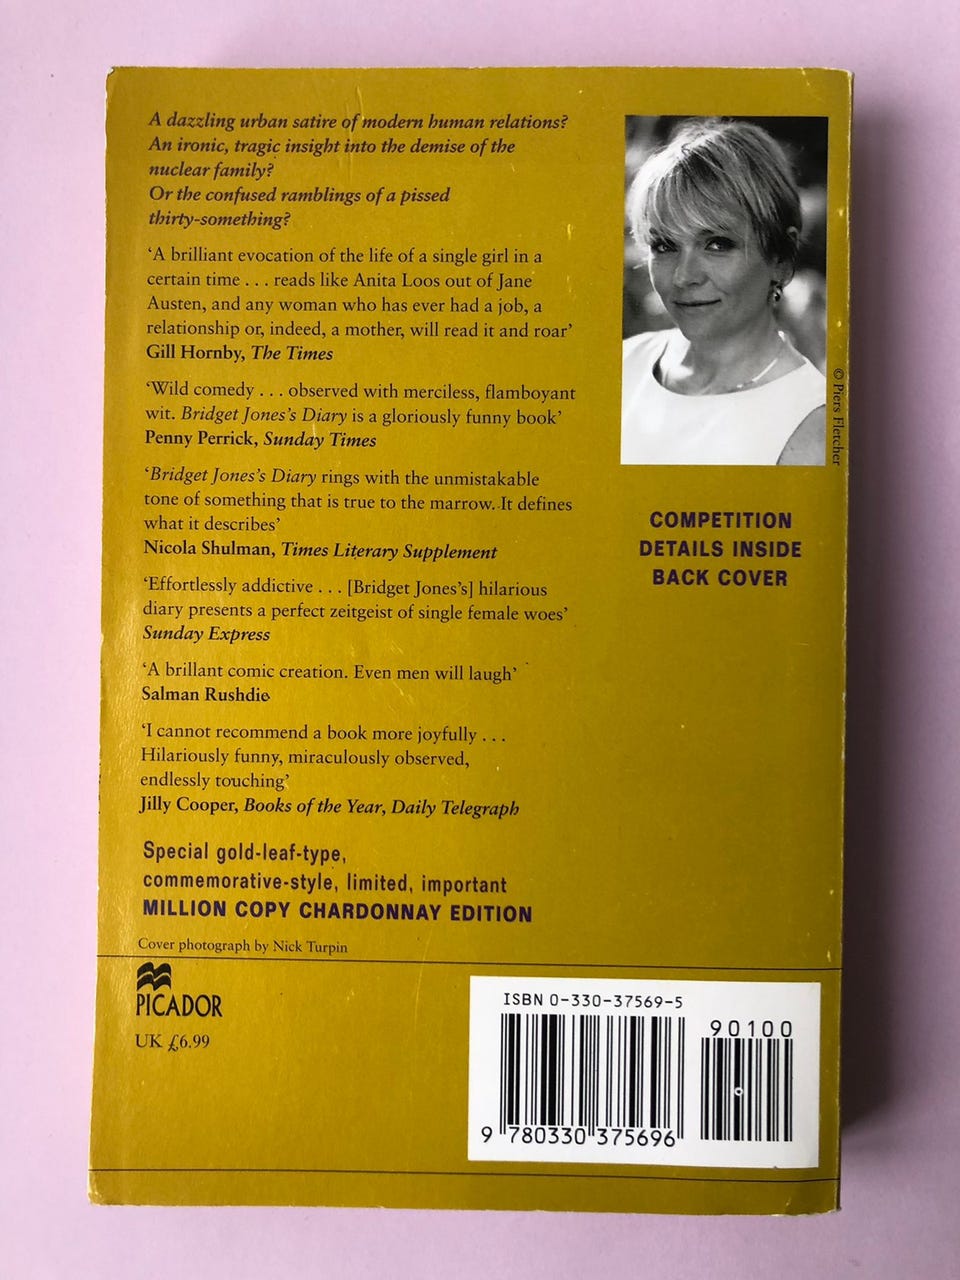 A dazzling urban satire of modern human relations?
An ironic, tragic insight into the demise of the
nuclear family?
Or the confused ramblings of a pissed
thirty-something?
‘A brilliant evocation of the life of a single girl in a
certain time . . . reads like Anita Loos out of Jane
Austen, and any woman who has ever had a job, a
relationship or, indeed, a mother, will read it and roar’
Gill Hornby, The Times
‘Wild comedy . . . observed with merciless, flamboyant
wit. Bridget Jones's Diary is a gloriously funny book’
Penny Perrick, Sunday Times
‘Bridget Jones's Diary rings with the unmistakable
tone of something that is true to the marrow. It defines
what it describes’
Nicola Shulman, Times Literary Supplement
‘Effortlessly addictive . . . [Bridget Jones's] hilarious
diary presents a perfect zeitgeist of single female woes’
Sunday Express
‘A brillant comic creation. Even men will laugh’
Salman Rushdie
‘I cannot recommend a book more joyfully . . .
Hilariously funny, miraculously observed,
endlessly touching’
Jilly Cooper, Books of the Year, Daily Telegraph
Special gold-leaf-type,
commemorative-style, limited, important
MILLION COPY CHARDONNAY EDITION
Cover photograph by Nick Turpin
© Piers Fletcher
COMPETITION
DETAILS INSIDE
BACK COVER
PICADOR
UK £6.99
ISBN 0-330-37569-5
90100
9 780330 375696